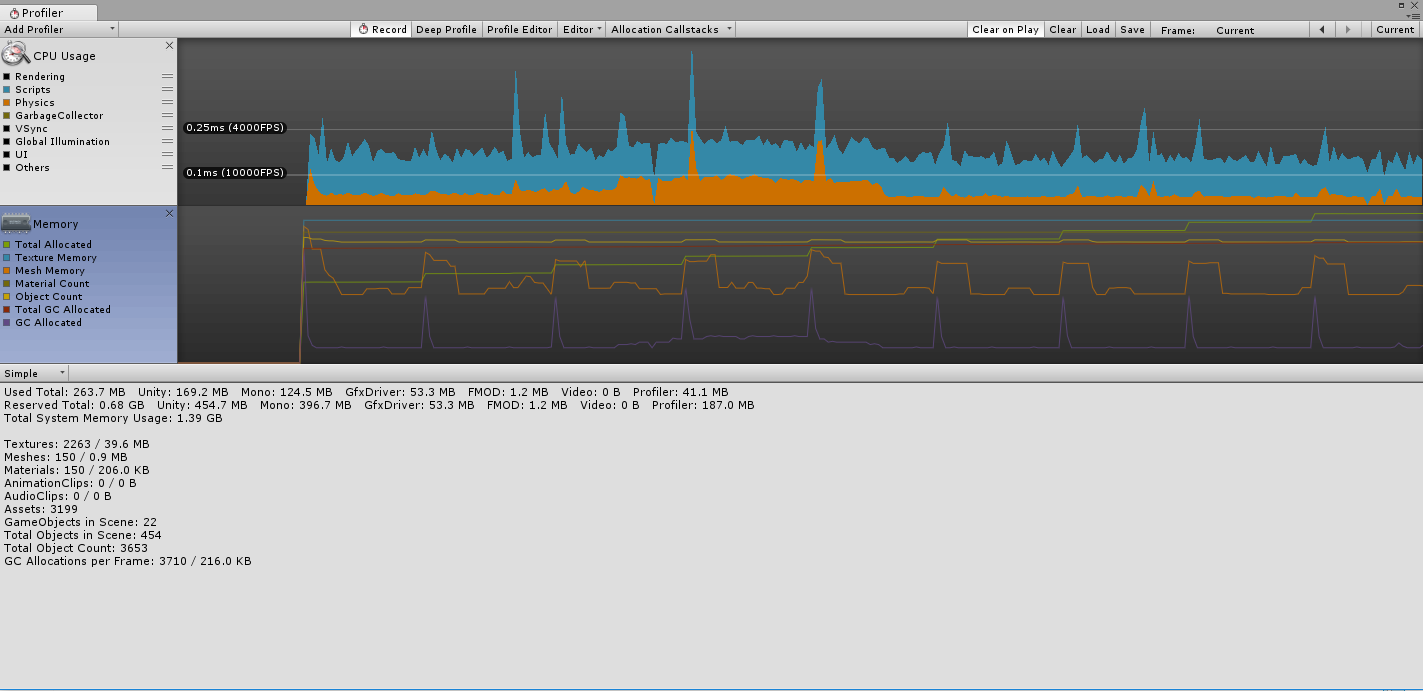 Profiler
Add Profiler Record Deep Profile Profile Editor Editor Allocation Callstacks Clear on Play Clear Load Save Frame: Current Current
CPU Usage
Rendering
Scripts
Physics
GarbageCollector
VSync
Global Illumination
UI
Others
0.25ms (4000FPS)
0.1ms (10000FPS)
Memory
Total Allocated
Texture Memory
Mesh Memory
Material Count
Object Count
Total GC Allocated
GC Allocated
Simple
Used Total: 263.7 MB Unity: 169.2 MB Mono: 124.5 MB GfxDriver: 53.3 MB FMOD: 1.2 MB Video: 0 B Profiler: 41.1 MB
Reserved Total: 0.68 GB Unity: 454.7 MB Mono: 396.7 MB GfxDriver: 53.3 MB FMOD: 1.2 MB Video: 0 B Profiler: 187.0 MB
Total System Memory Usage: 1.39 GB
Textures: 2263 / 39.6 MB
Meshes: 150 / 0.9 MB
Materials: 150 / 206.0 KB
AnimationClips: 0 / 0 B
AudioClips: 0 / 0 B
Assets: 3199
GameObjects in Scene: 22
Total Objects in Scene: 454
Total Object Count: 3653
GC Allocations per Frame: 3710 / 216.0 KB